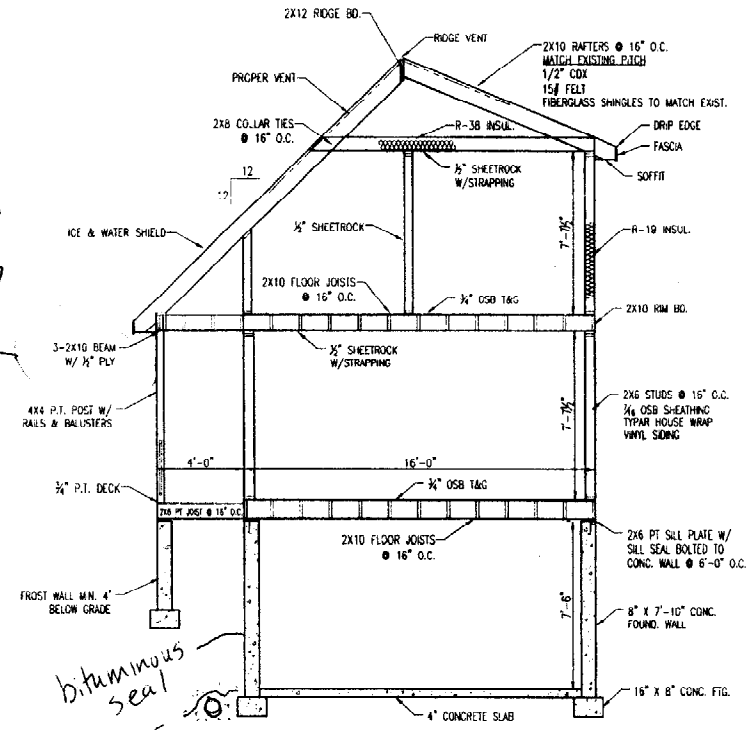 2X12 RIDGE BD.
RIDGE VENT
2X10 RAFTERS @ 16" O.C.
MATCH EXISTING PITCH
1/2" CDX
15# FELT
FIBERGLASS SHINGLES TO MATCH EXIST.
PROPER VENT
2X8 COLLAR TIES
@ 16" O.C.
R-38 INSUL.
DRIP EDGE
FASCIA
SOFFIT
½" SHEETROCK
W/STRAPPING
12
12
ICE & WATER SHIELD
½" SHEETROCK
7'-7½"
R-19 INSUL.
2X10 FLOOR JOISTS
@ 16" O.C.
¾" OSB T&G
2X10 RIM BD.
3-2X10 BEAM
W/ ½" PLY
½" SHEETROCK
W/STRAPPING
4X4 P.T. POST W/
RAILS & BALUSTERS
7'-7½"
2X6 STUDS @ 16" O.C.
7/16 OSB SHEATHING
TYPAR HOUSE WRAP
VINYL SIDING
4'-0"
16'-0"
¾" P.T. DECK
¾" OSB T&G
2X8 PT JOIST @ 16" O.C.
2X10 FLOOR JOISTS
@ 16" O.C.
2X6 PT SILL PLATE W/
SILL SEAL BOLTED TO
CONC. WALL @ 6'-0" O.C.
FROST WALL MIN. 4'
BELOW GRADE
7'-6"
8" X 7'-10" CONC.
FOUND. WALL
bituminous
seal
16" X 8" CONC. FTG.
4" CONCRETE SLAB